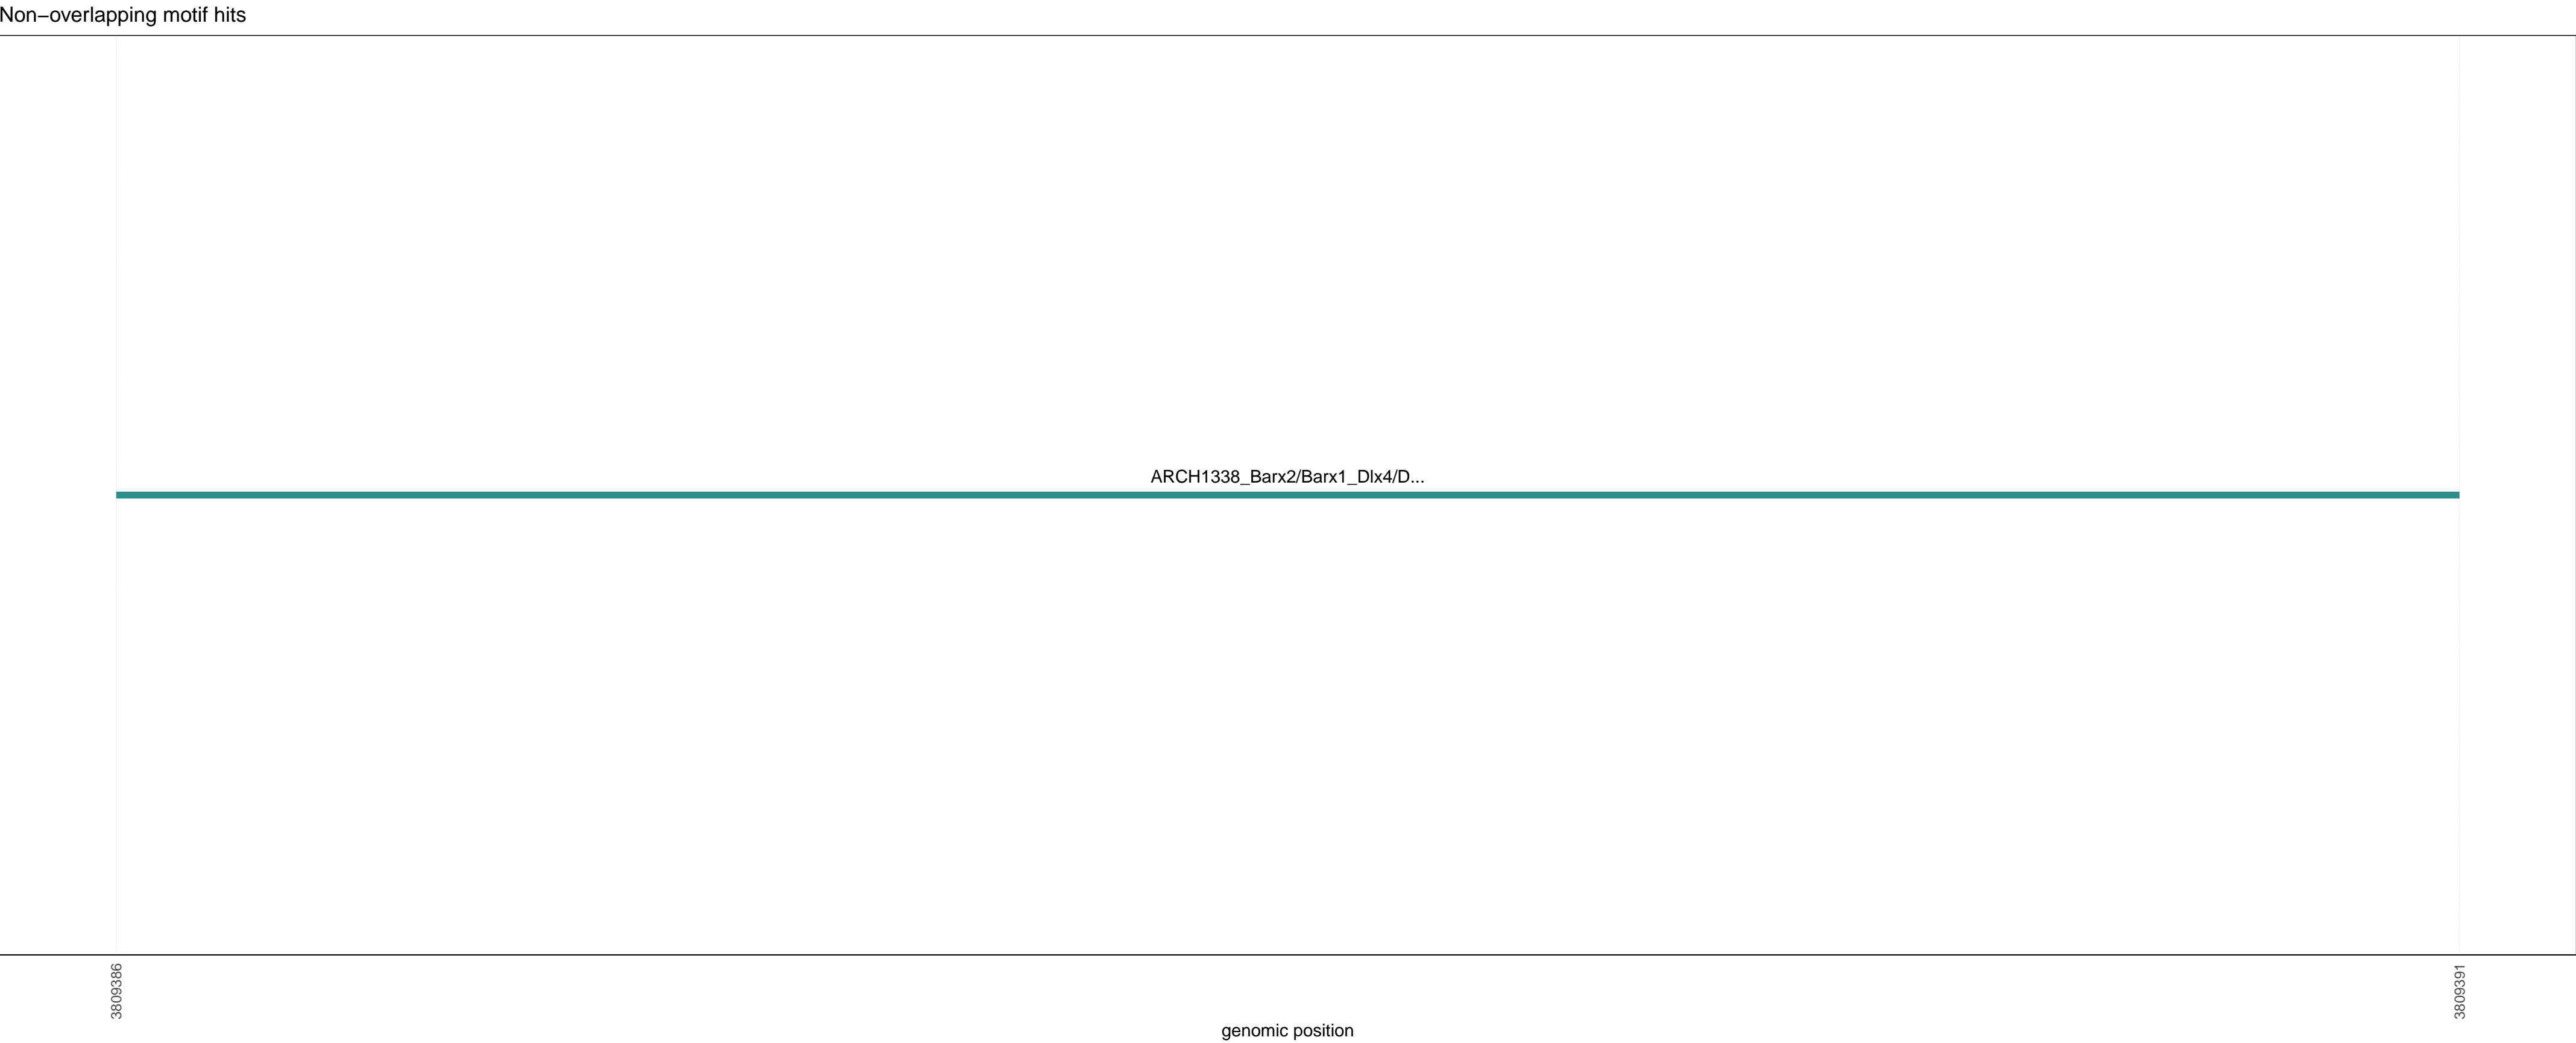 Non−overlapping motif hits
ARCH1338_Barx2/Barx1_Dlx4/D...
3809386
3809391
genomic position